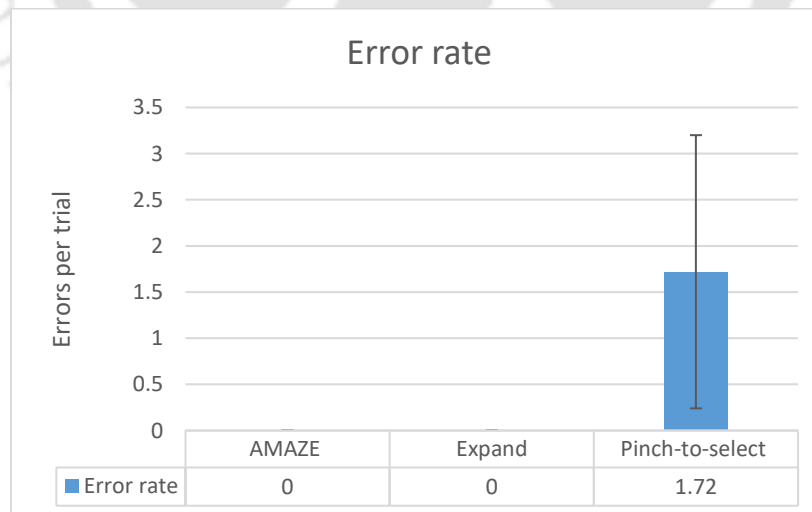 Error rate
3.5
3
2.5
2
1.5
1
0.5
0
Errors per trial
AMAZE Expand Pinch-to-select
Error rate 0 0 1.72